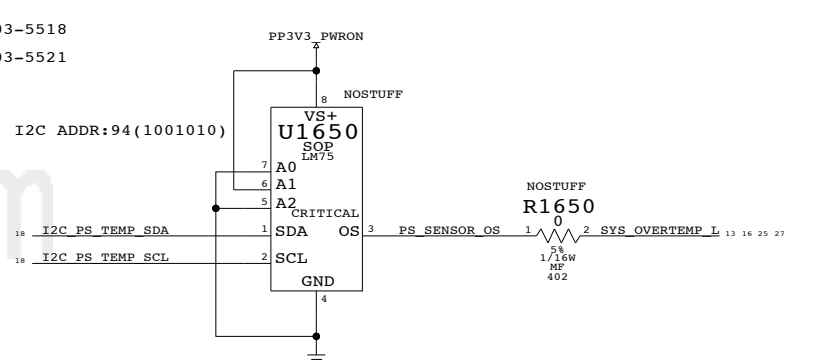 03-5518
PP3V3_PWRON
03-5521
8
NOSTUFF
I2C ADDR:94(1001010)
VS+
U1650
SOP
LM75
7 A0
6 A1
5 A2
CRITICAL
NOSTUFF
R1650
0
18 I2C_PS_TEMP_SDA 1 SDA OS 3 PS_SENSOR_OS 1 2 SYS_OVERTEMP_L 13 16 25 27
5%
1/16W
MF
402
18 I2C_PS_TEMP_SCL 2 SCL
GND
4